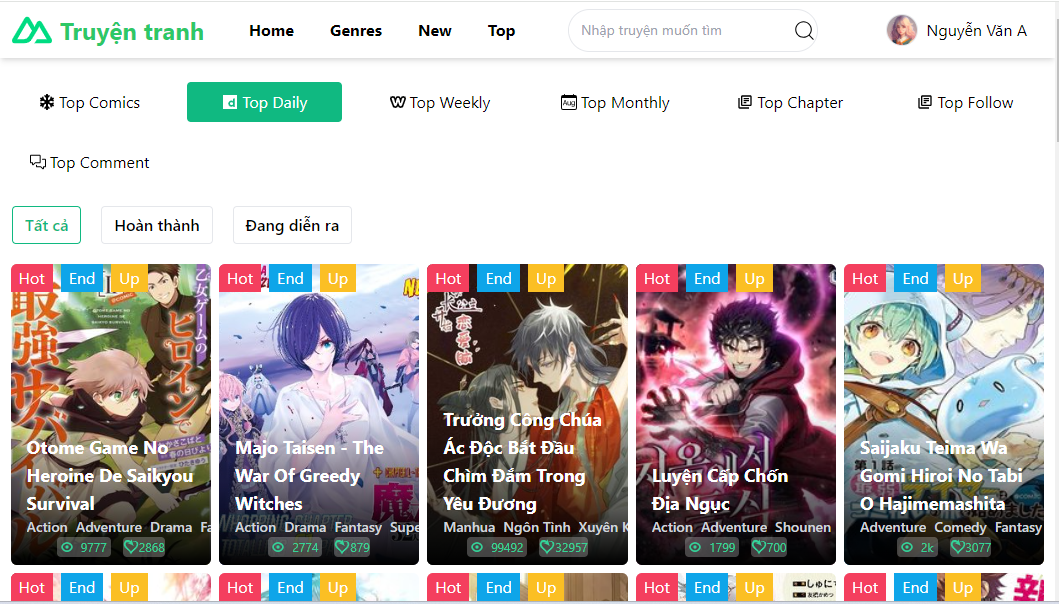 Truyện tranh
Home
Genres
New
Top
Nhập truyện muốn tìm
Nguyễn Văn A
Top Comics
Top Daily
Top Weekly
Aug
Top Monthly
Top Chapter
Top Follow
Top Comment
Tất cả
Hoàn thành
Đang diễn ra
Hot End Up
Otome Game No
Heroine De Saikyou
Survival
Action Adventure Drama Fa
9777 2868
Hot End Up
Majo Taisen - The
War Of Greedy
Witches
Action Drama Fantasy Supe
2774 879
Hot End Up
Trưởng Công Chúa
Ác Độc Bắt Đầu
Chìm Đắm Trong
Yêu Đương
Manhua Ngôn Tình Xuyên K
99492 32957
Hot End Up
Luyện Cấp Chốn
Địa Ngục
Action Adventure Shounen
1799 700
Hot End Up
Saijaku Teima Wa
Gomi Hiroi No Tabi
O Hajimemashita
Adventure Comedy Fantasy
2k 3077
Hot End Up
Hot End Up
Hot End Up
Hot End Up
Hot End Up